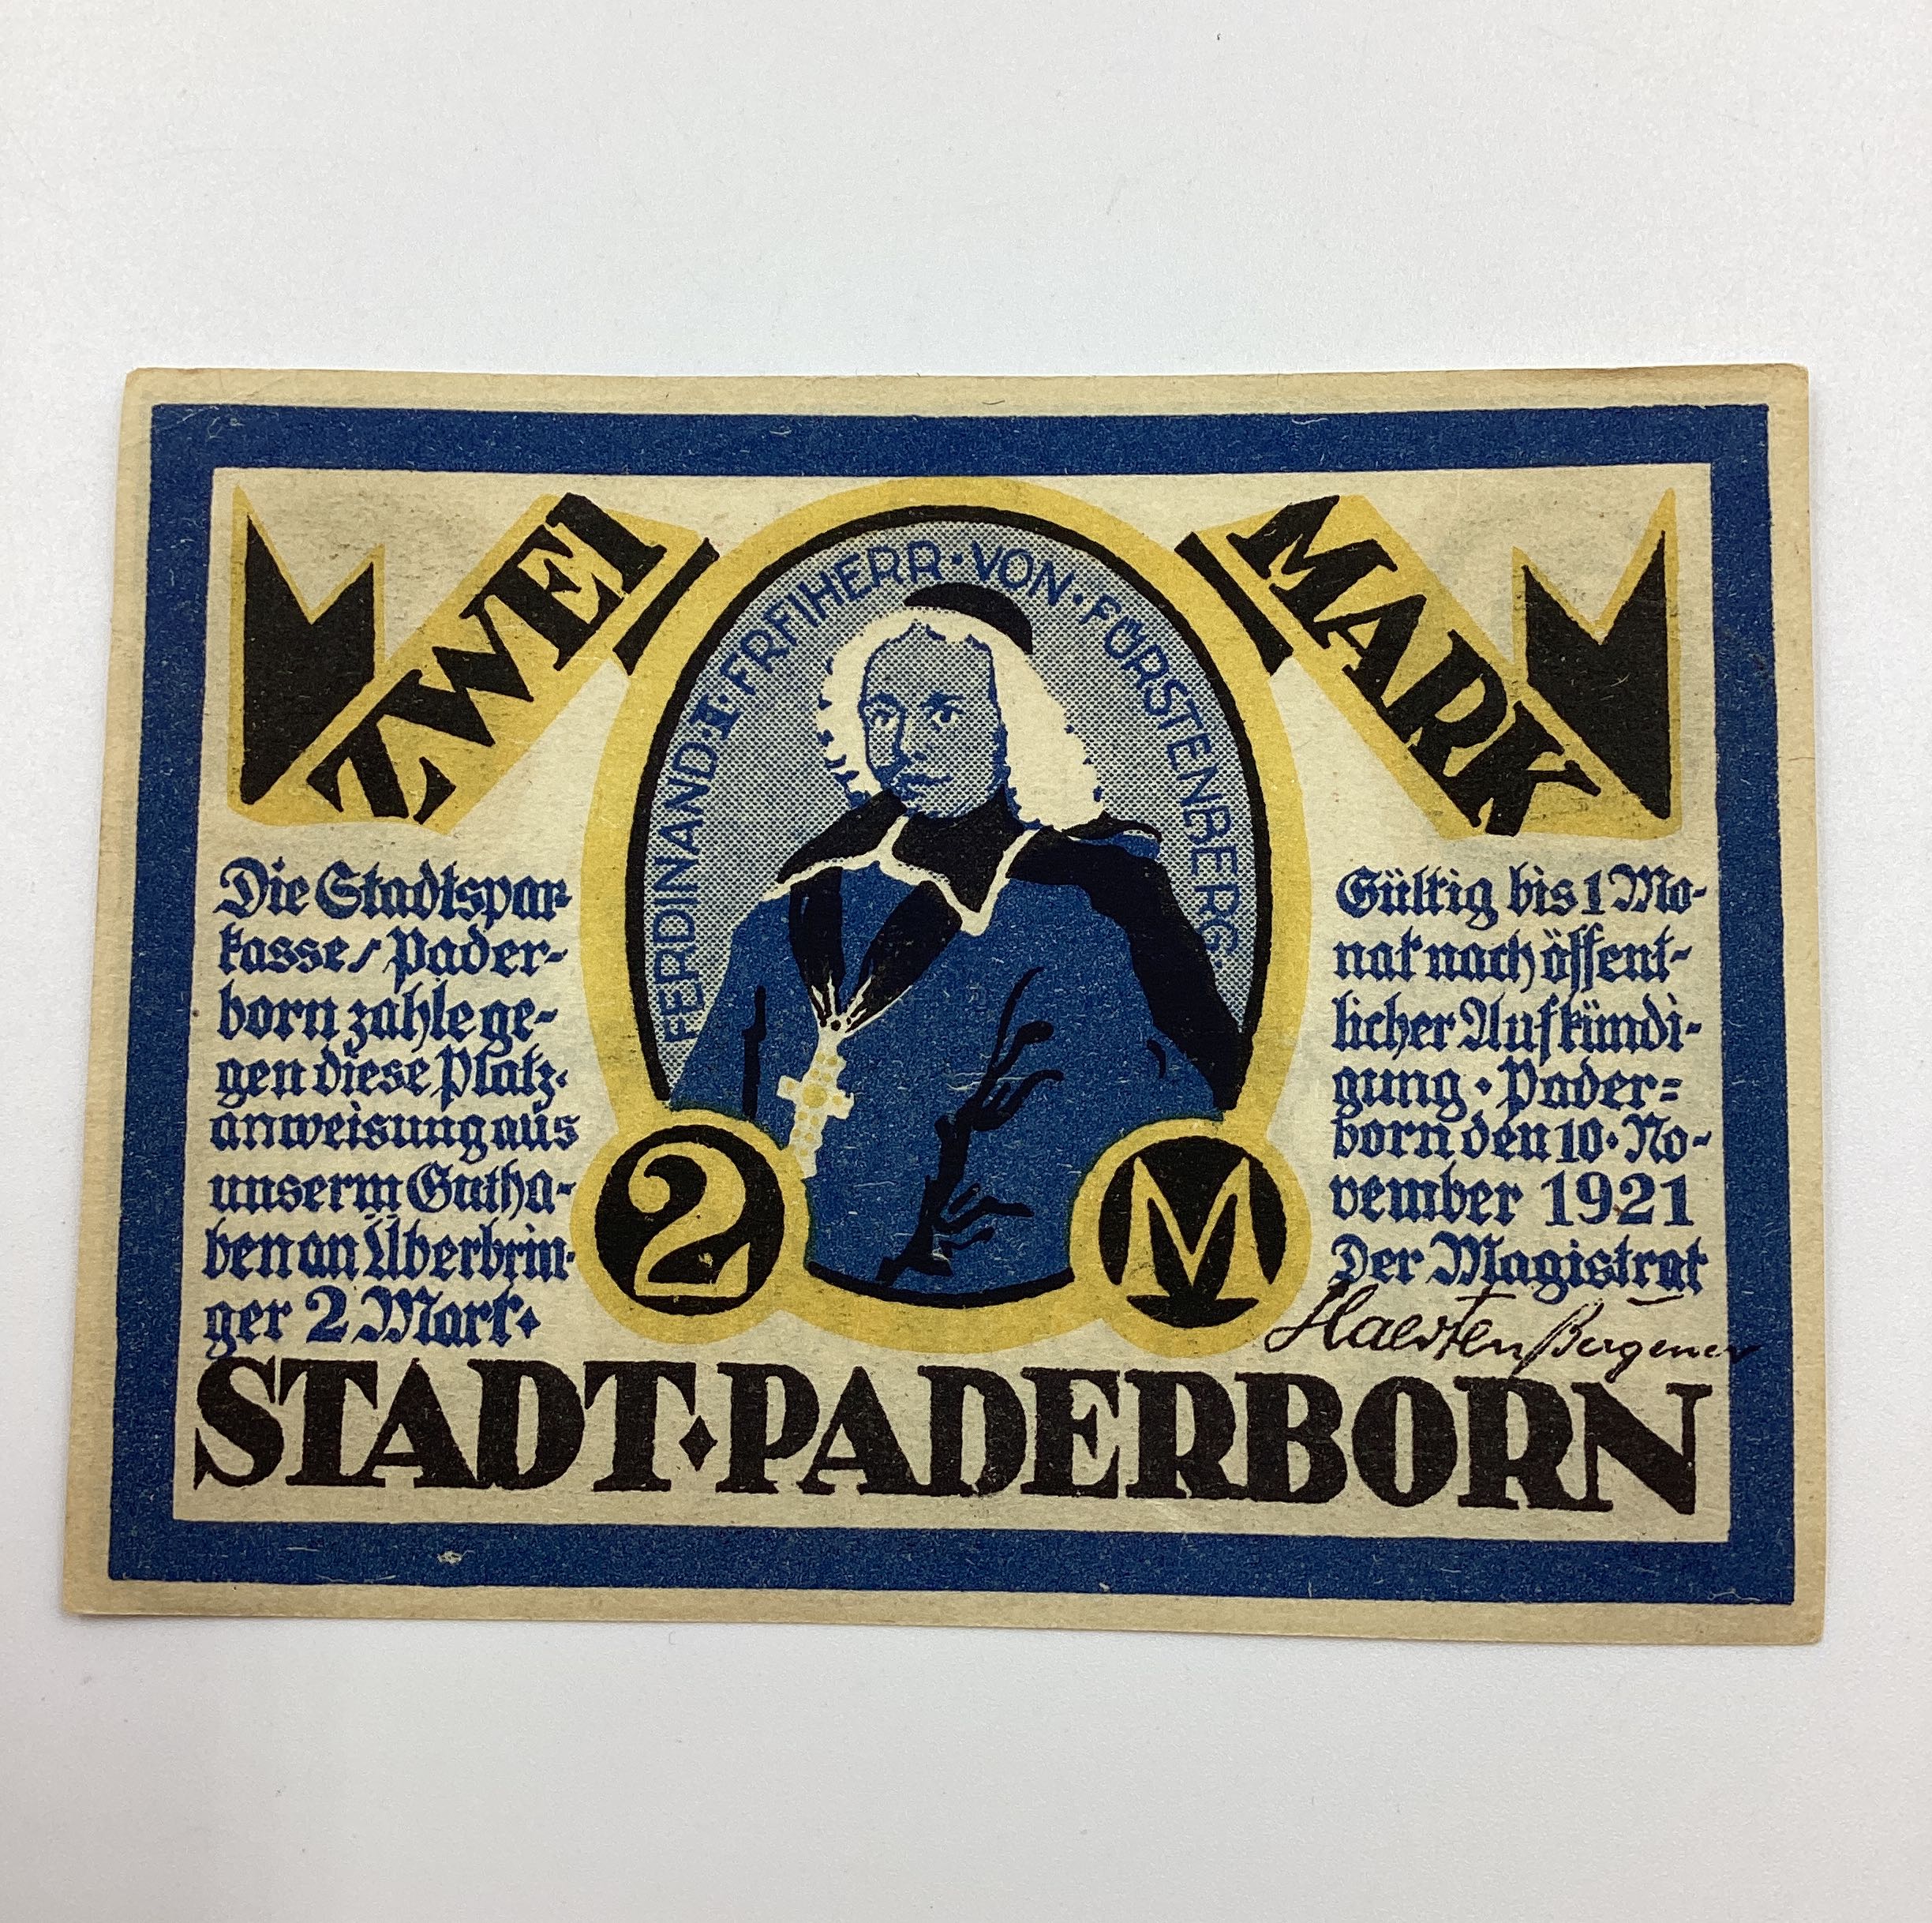 ZWEI
MARK
FERDINAND·I·FREIHERR·VON·FÜRSTENBERG·
Die Stadtspar-
kasse/Pader-
born zahle ge-
gen diese Platz-
anweisung aus
unserm Gutha-
ben an Überbrin-
ger 2 Mark·
2
M
Gültig bis 1 Mo-
nat nach öffent-
licher Aufkündi-
gung · Pader=
born den 10·No-
vember 1921
Der Magistrat
Haerten
STADT·PADERBORN